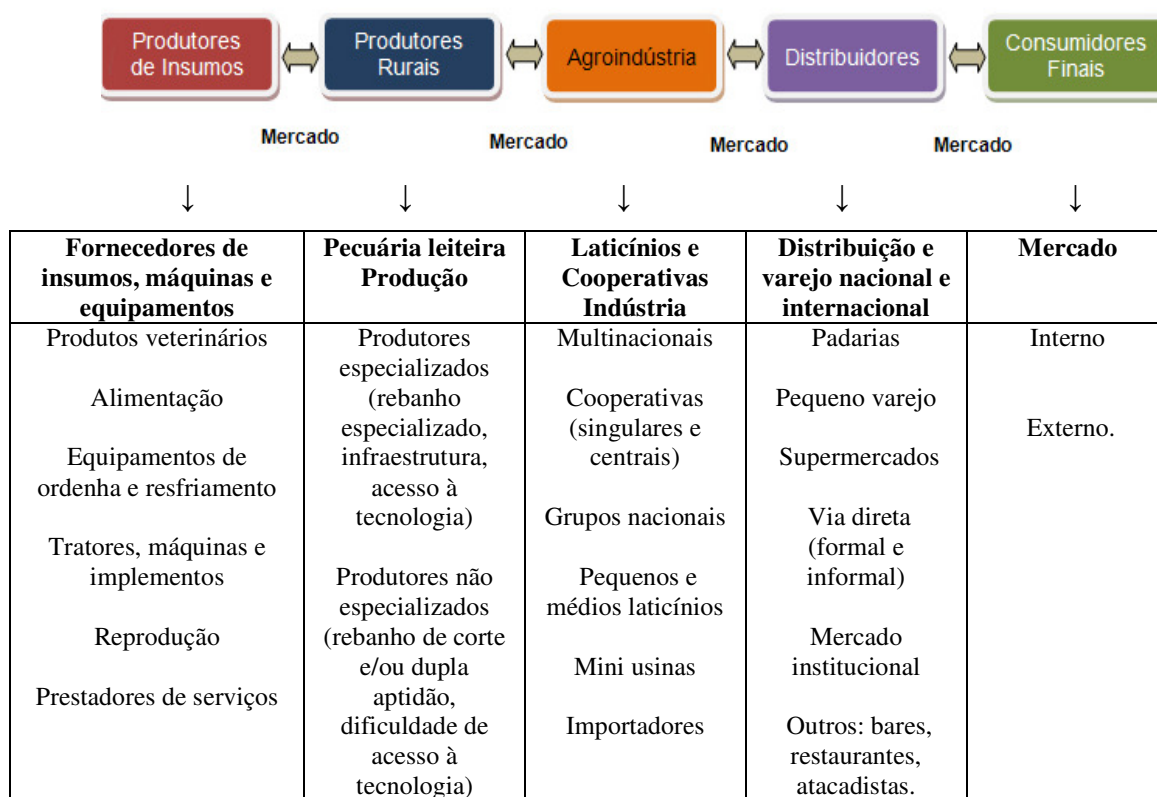 Produtores
de Insumos
Produtores
Rurais
Agroindústria
Distribuidores
Consumidores
Finais
Mercado
Mercado
Mercado
Mercado
Fornecedores de
insumos, máquinas e
equipamentos
Pecuária leiteira
Produção
Laticínios e
Cooperativas
Indústria
Distribuição e
varejo nacional e
internacional
Mercado
Produtos veterinários
Alimentação
Equipamentos de
ordenha e resfriamento
Tratores, máquinas e
implementos
Reprodução
Prestadores de serviços
Produtores
especializados
(rebanho
especializado,
infraestrutura,
acesso à
tecnologia)
Produtores não
especializados
(rebanho de corte
e/ou dupla
aptidão,
dificuldade de
acesso à
tecnologia)
Multinacionais
Cooperativas
(singulares e
centrais)
Grupos nacionais
Pequenos e
médios laticínios
Mini usinas
Importadores
Padarias
Pequeno varejo
Supermercados
Via direta
(formal e
informal)
Mercado
institucional
Outros: bares,
restaurantes,
atacadistas.
Interno
Externo.